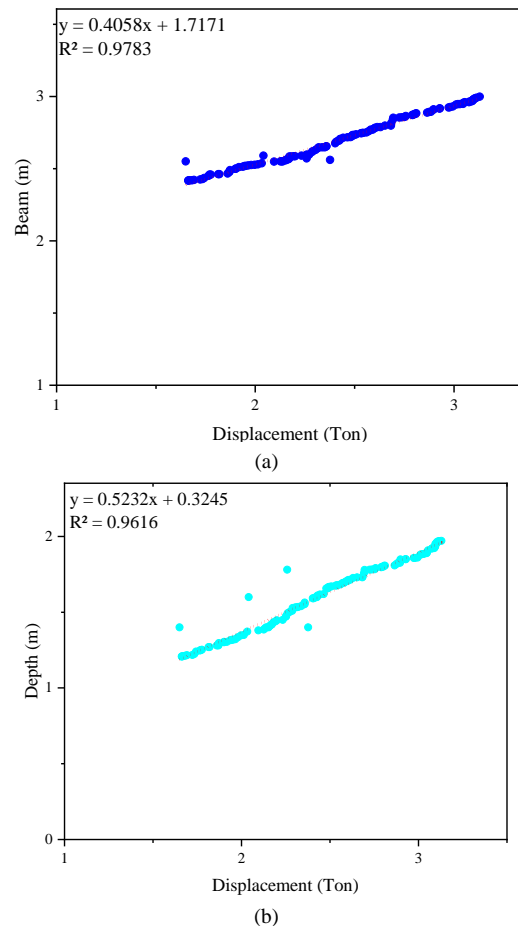 y = 0.4058x + 1.7171
R² = 0.9783
3
2
1
Beam (m)
1 2 3
Displacement (Ton)
(a)
y = 0.5232x + 0.3245
R² = 0.9616
2
1
0
Depth (m)
1 2 3
Displacement (Ton)
(b)